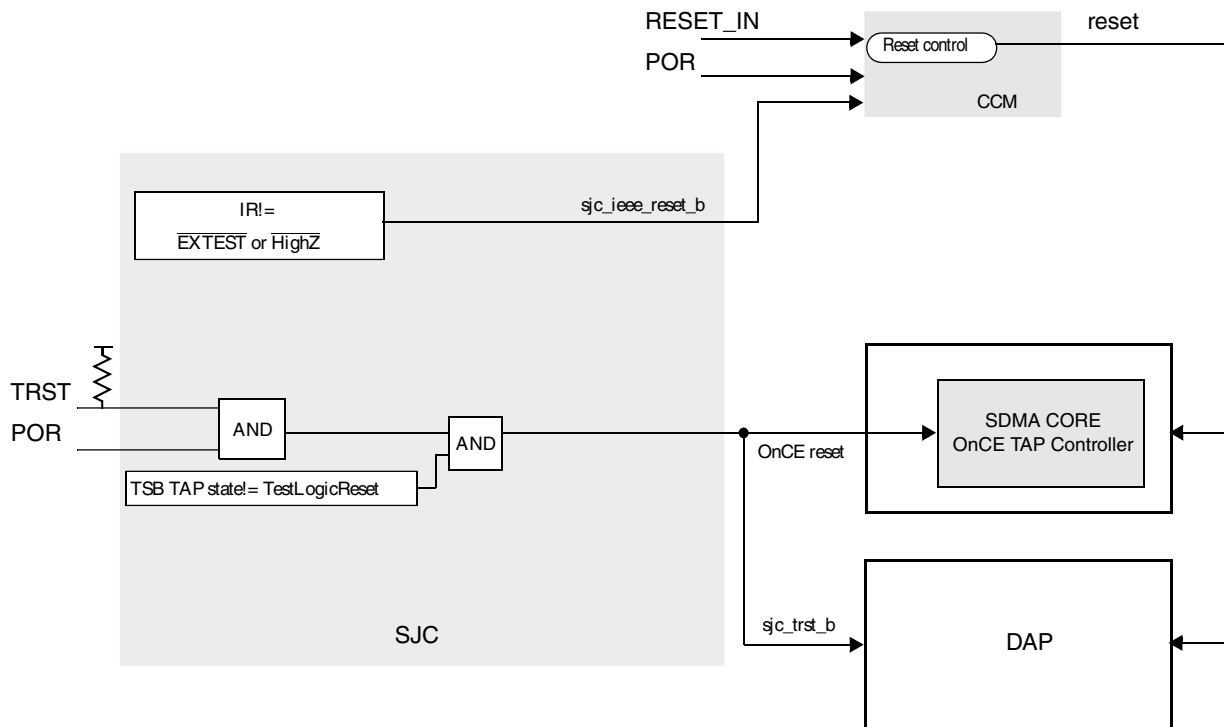 RESET_IN
reset
Reset control
POR
CCM
IR!=
sjc_ieee_reset_b
EXTEST or HighZ
TRST
AND
POR
AND
SDMA CORE
OnCE TAP Controller
OnCE reset
TSB TAP state!= TestLogicReset
sjc_trst_b
SJC
DAP